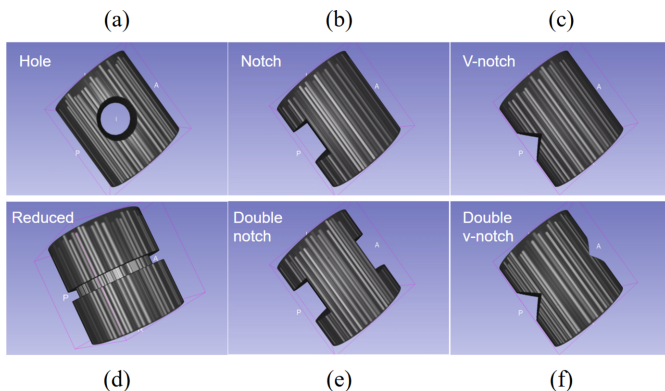 (a) (b) (c)
Hole Notch V-notch
A A A
P P P
Reduced Double notch Double v-notch
P A A
P P
(d) (e) (f)